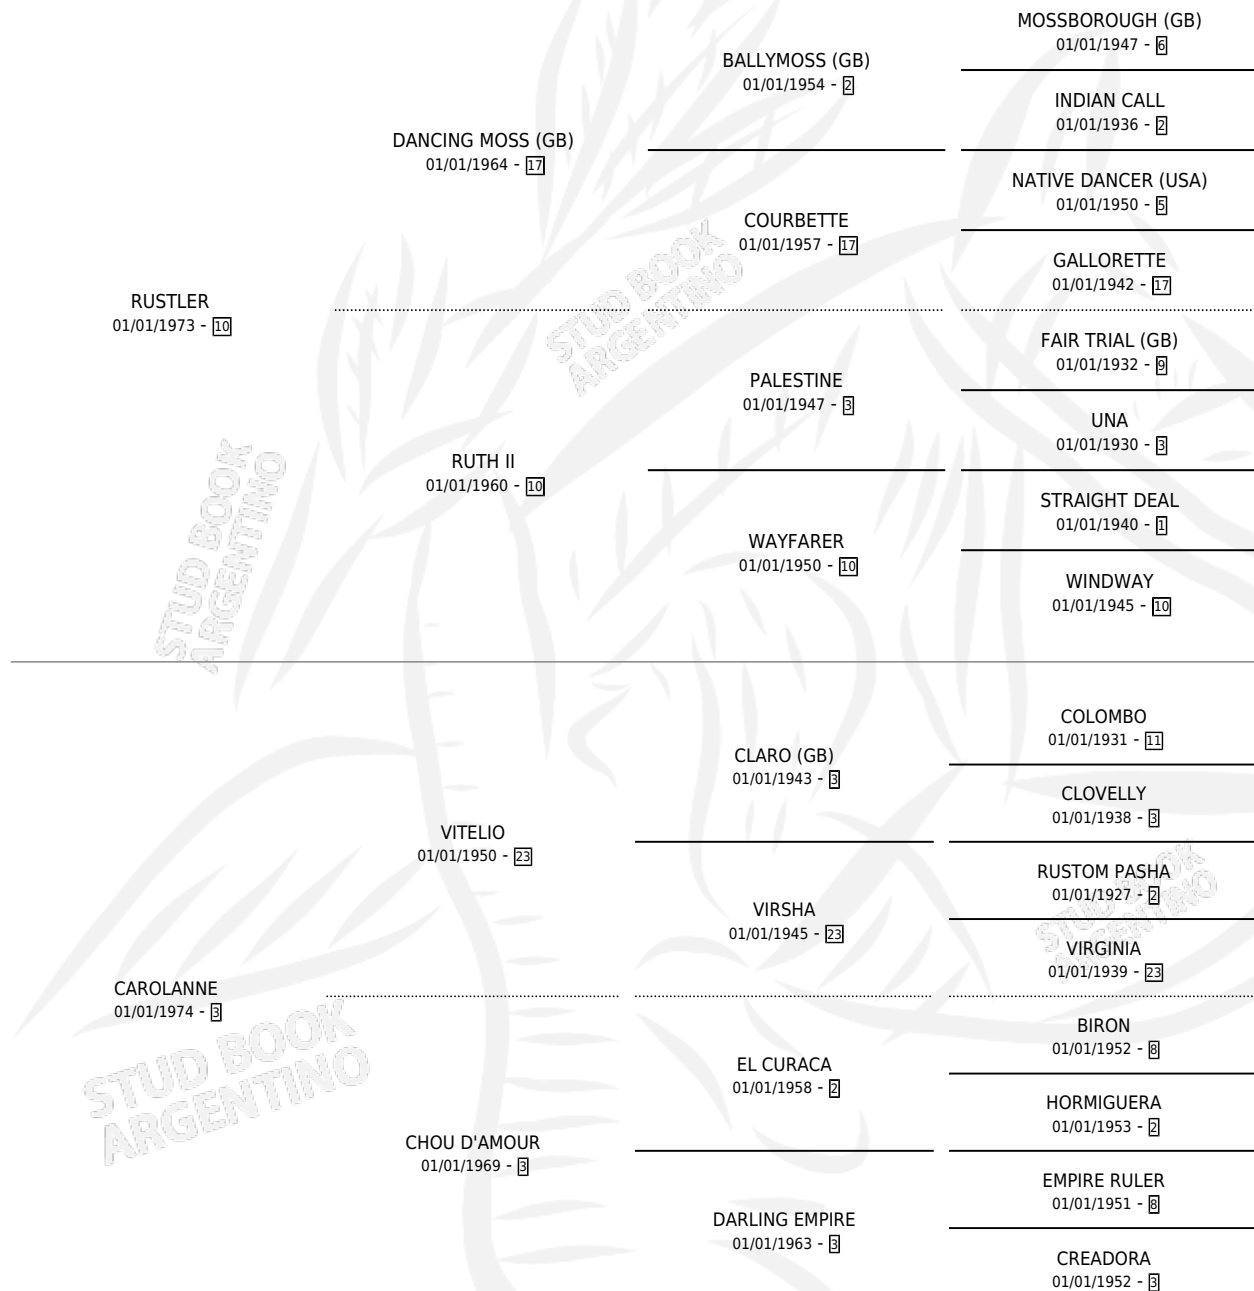 MOSSBOROUGH (GB)
01/01/1947 - 6
BALLYMOSS (GB)
01/01/1954 - 2
INDIAN CALL
01/01/1936 - 2
DANCING MOSS (GB)
01/01/1964 - 17
NATIVE DANCER (USA)
01/01/1950 - 5
COURBETTE
01/01/1957 - 17
GALLORETTE
01/01/1942 - 17
RUSTLER
01/01/1973 - 10
FAIR TRIAL (GB)
01/01/1932 - 9
PALESTINE
01/01/1947 - 3
UNA
01/01/1930 - 3
RUTH II
01/01/1960 - 10
STRAIGHT DEAL
01/01/1940 - 1
WAYFARER
01/01/1950 - 10
WINDWAY
01/01/1945 - 10
COLOMBO
01/01/1931 - 11
CLARO (GB)
01/01/1943 - 3
CLOVELLY
01/01/1938 - 3
VITELIO
01/01/1950 - 23
RUSTOM PASHA
01/01/1927 - 2
VIRSHA
01/01/1945 - 23
VIRGINIA
01/01/1939 - 23
CAROLANNE
01/01/1974 - 3
BIRON
01/01/1952 - 8
EL CURACA
01/01/1958 - 2
HORMIGUERA
01/01/1953 - 2
CHOU D'AMOUR
01/01/1969 - 3
EMPIRE RULER
01/01/1951 - 8
DARLING EMPIRE
01/01/1963 - 3
CREADORA
01/01/1952 - 3
STUD BOOK
ARGENTINO
STUD BOOK
ARGENTINO
STUD BOOK
ARGENTINO
STUD BOOK
ARGENTINO